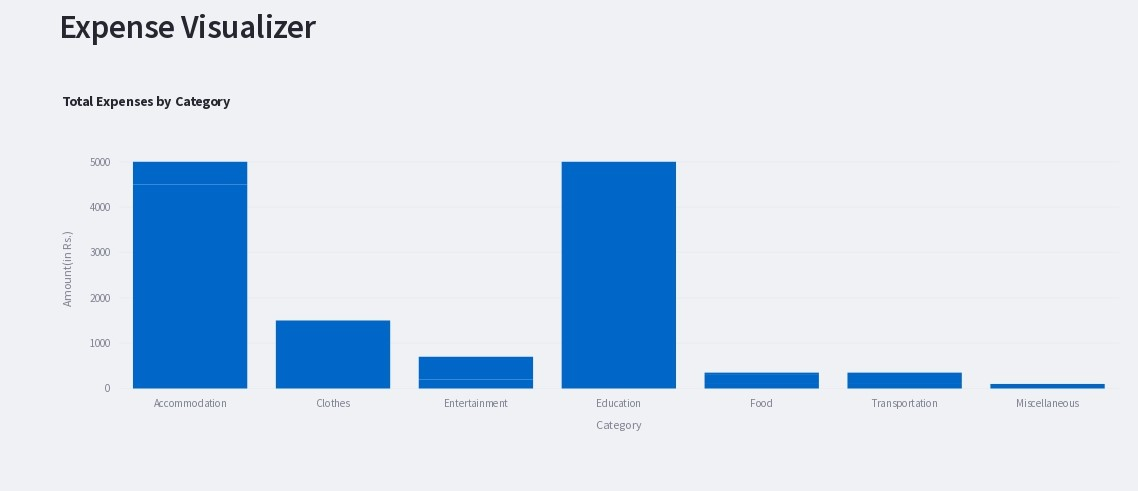 Expense Visualizer
Total Expenses by Category
5000
4000
3000
2000
1000
0
Amount(in Rs.)
Accommodation Clothes Entertainment Education Food Transportation Miscellaneous
Category